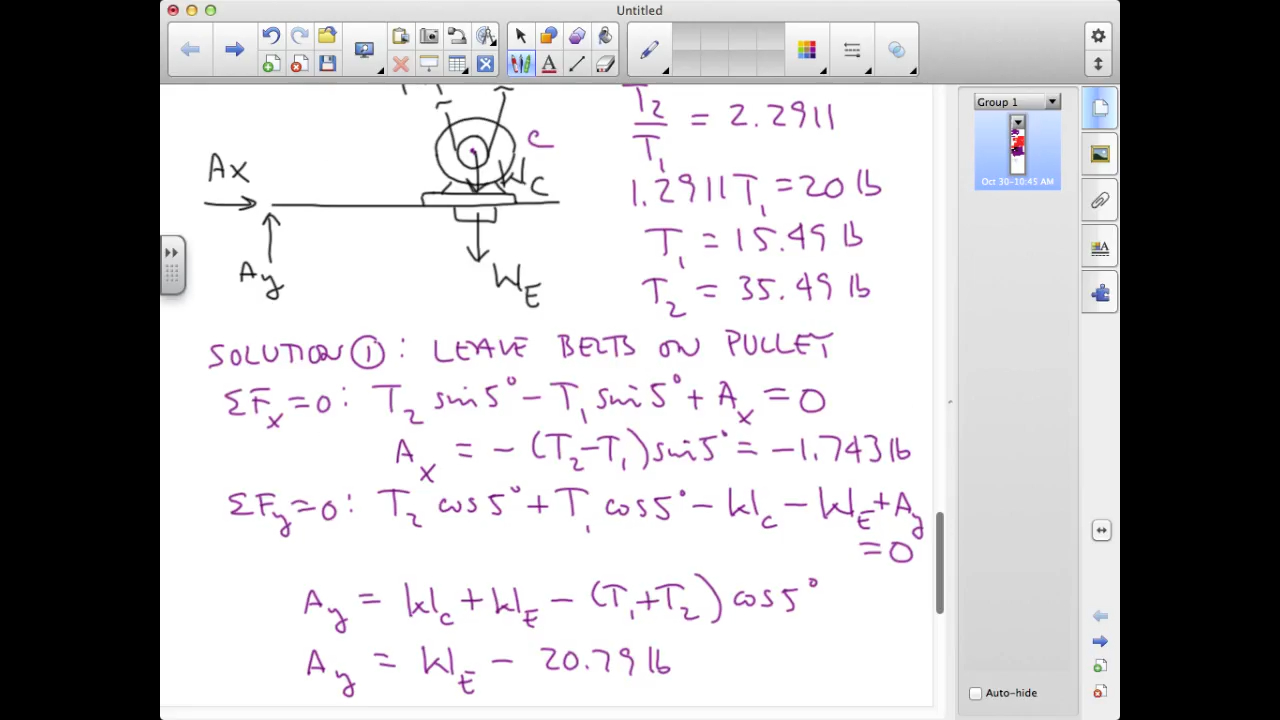 Untitled
Group 1
Oct 30-10:45 AM
T2/T1 = 2.2911
C
Ax
WC
1.2911T1 = 20 lb
T1 = 15.49 lb
Ay
WE
T2 = 35.49 lb
SOLUTION ①: LEAVE BELTS ON PULLEY
ΣFx=0: T2 sin5° - T1 sin5° + Ax = 0
Ax = -(T2-T1)sin5° = -1.743 lb
ΣFy=0: T2 cos5° + T1 cos5° - Wc - WE + Ay
=0
Ay = Wc + WE - (T1+T2) cos5°
Ay = WE - 20.79 lb
Auto-hide